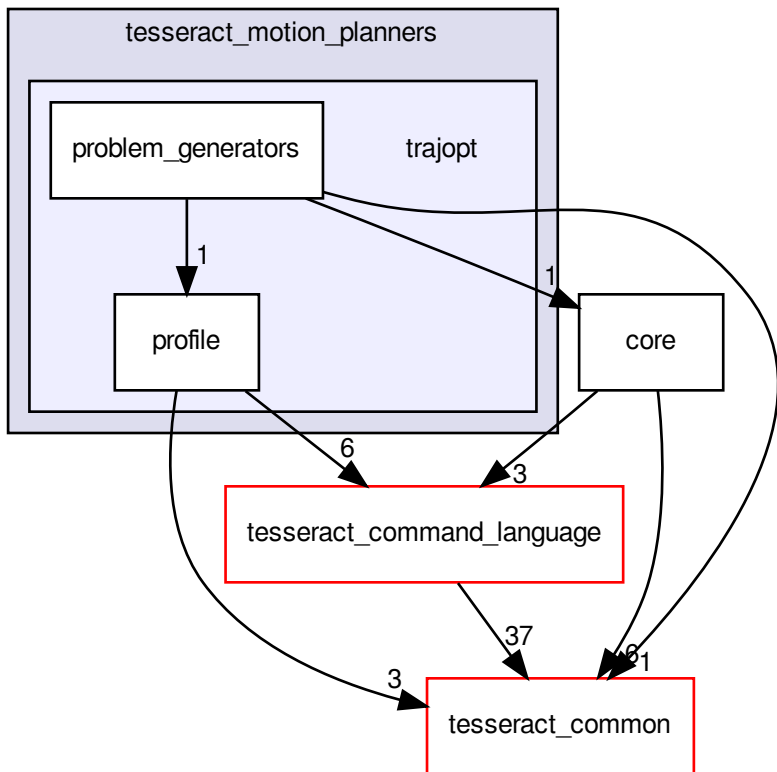 tesseract_motion_planners
problem_generators
trajopt
1
1
profile
core
6
3
tesseract_command_language
37
6
1
3
tesseract_common